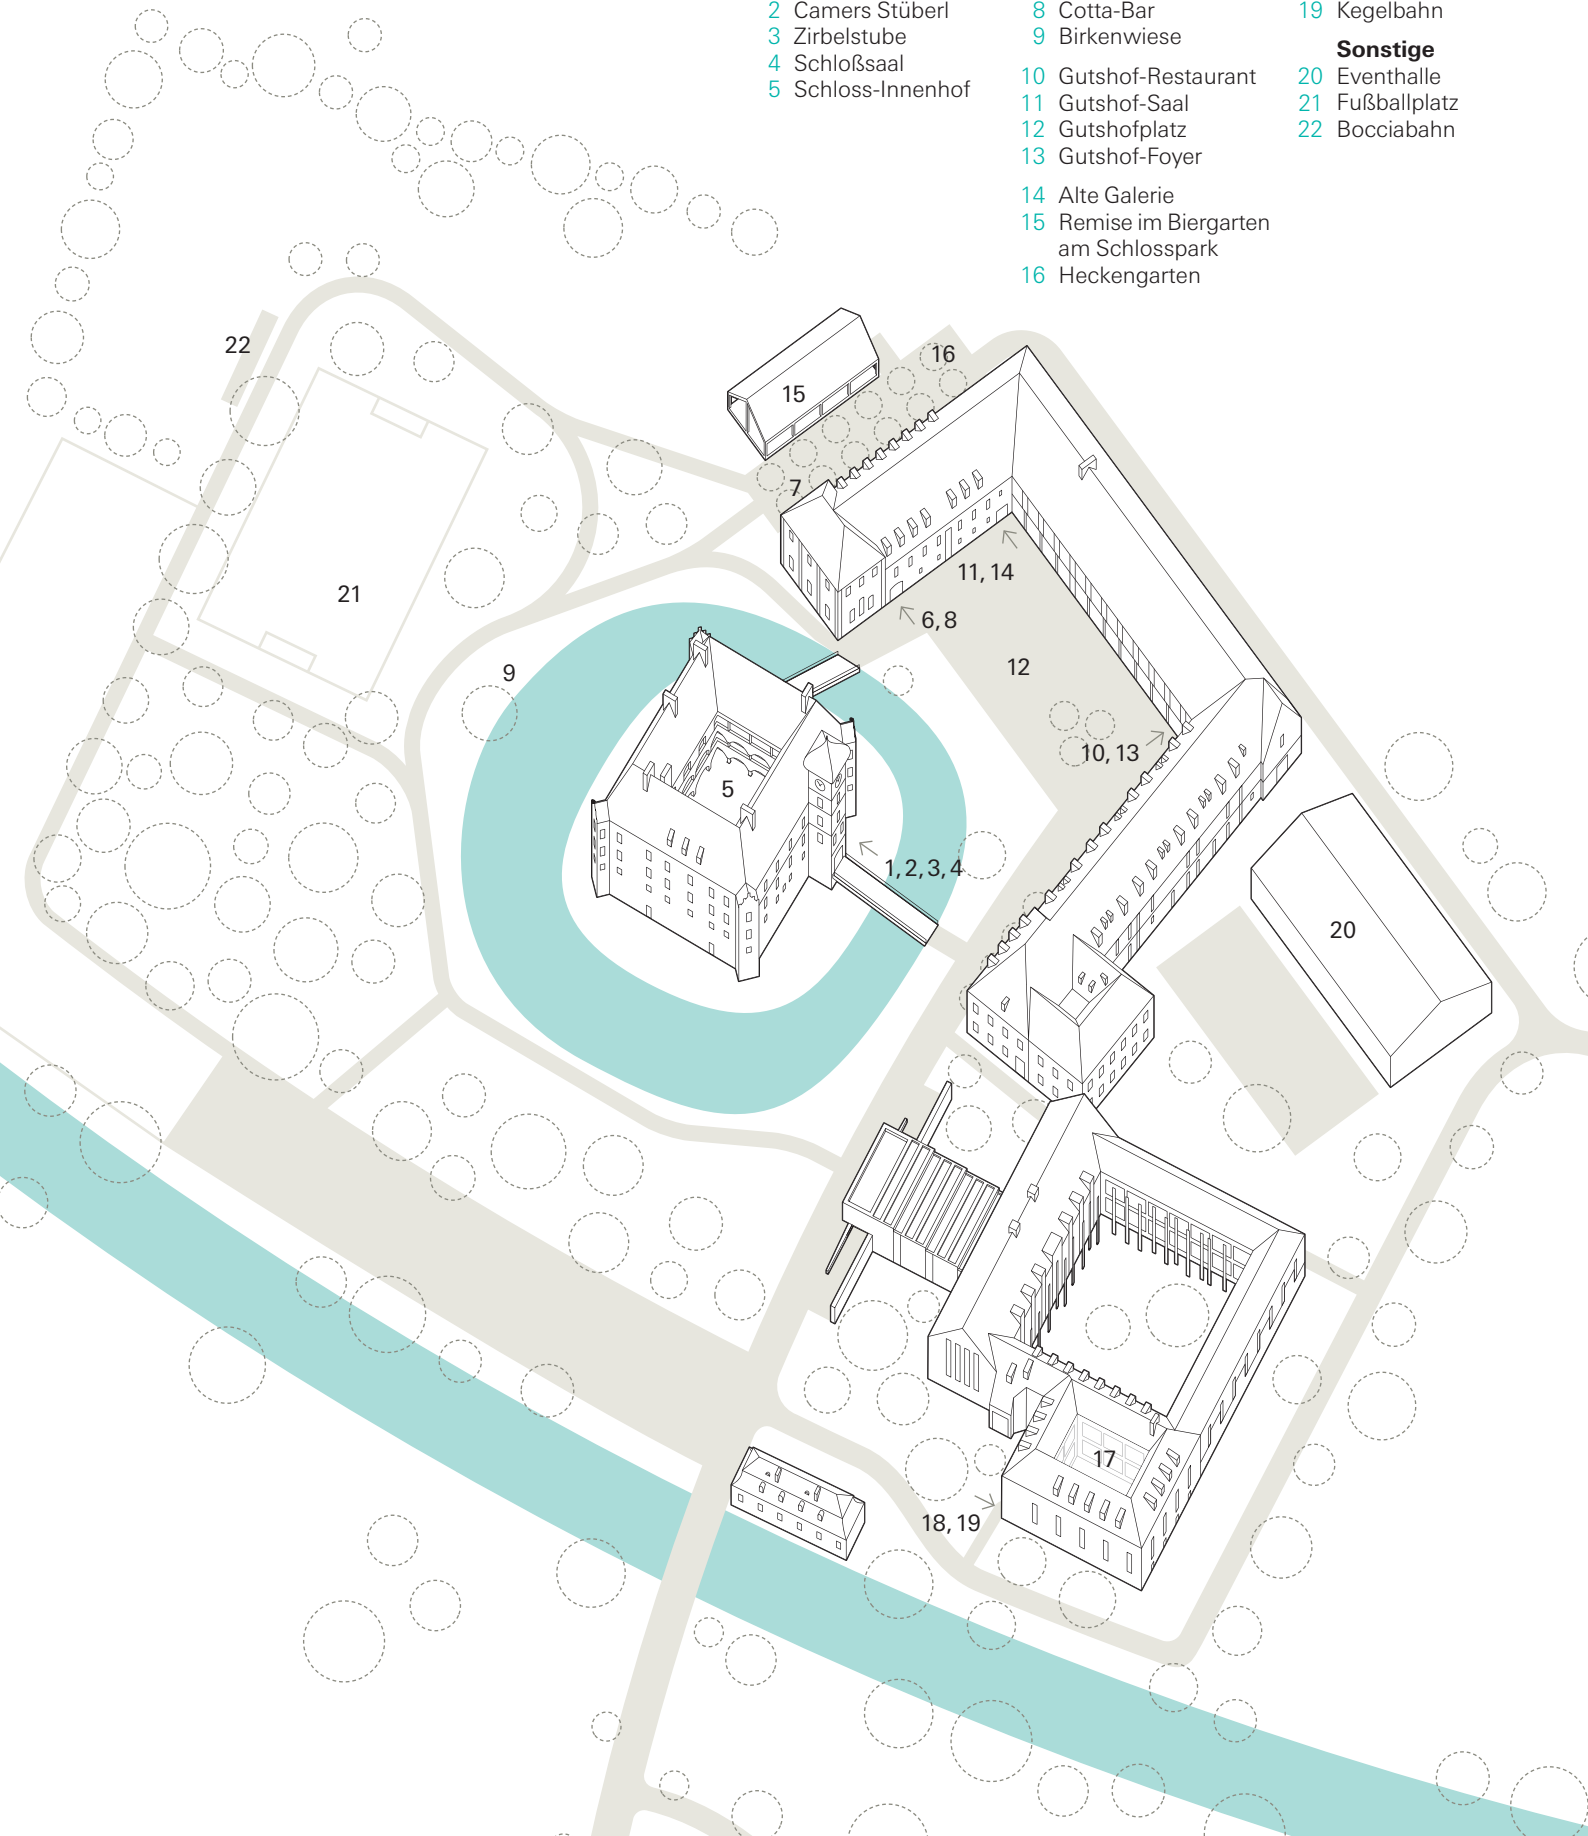 2 Camers Stüberl
3 Zirbelstube
4 Schloßsaal
5 Schloss-Innenhof
8 Cotta-Bar
9 Birkenwiese
10 Gutshof-Restaurant
11 Gutshof-Saal
12 Gutshofplatz
13 Gutshof-Foyer
14 Alte Galerie
15 Remise im Biergarten
am Schlosspark
16 Heckengarten
19 Kegelbahn
Sonstige
20 Eventhalle
21 Fußballplatz
22 Bocciabahn
22
16
15
7
11, 14
21
6, 8
12
9
10, 13
5
1, 2, 3, 4
20
17
18, 19